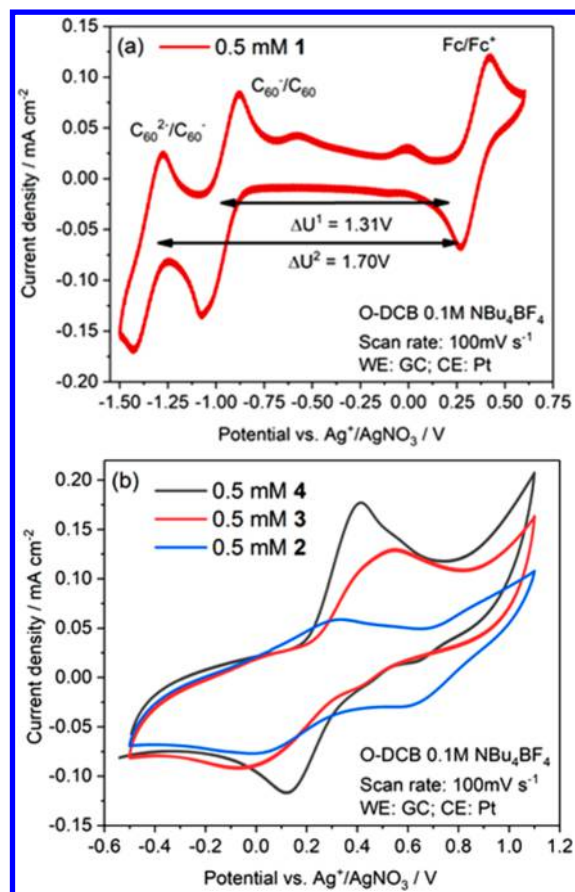 (a)
0.5 mM 1
Fc/Fc⁺
C₆₀⁻/C₆₀
C₆₀²⁻/C₆₀⁻
ΔU¹ = 1.31V
ΔU² = 1.70V
O-DCB 0.1M NBu₄BF₄
Scan rate: 100mV s⁻¹
WE: GC; CE: Pt
Current density / mA cm⁻²
0.15
0.10
0.05
0.00
-0.05
-0.10
-0.15
-0.20
-1.50 -1.25 -1.00 -0.75 -0.50 -0.25 0.00 0.25 0.50 0.75
Potential vs. Ag⁺/AgNO₃ / V
(b)
0.5 mM 4
0.5 mM 3
0.5 mM 2
O-DCB 0.1M NBu₄BF₄
Scan rate: 100mV s⁻¹
WE: GC; CE: Pt
Current density / mA cm⁻²
0.20
0.15
0.10
0.05
0.00
-0.05
-0.10
-0.15
-0.6 -0.4 -0.2 0.0 0.2 0.4 0.6 0.8 1.0 1.2
Potential vs. Ag⁺/AgNO₃ / V